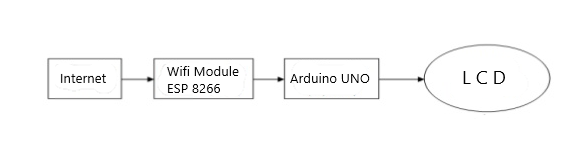 Internet
Wifi Module
ESP 8266
Arduino UNO
L C D